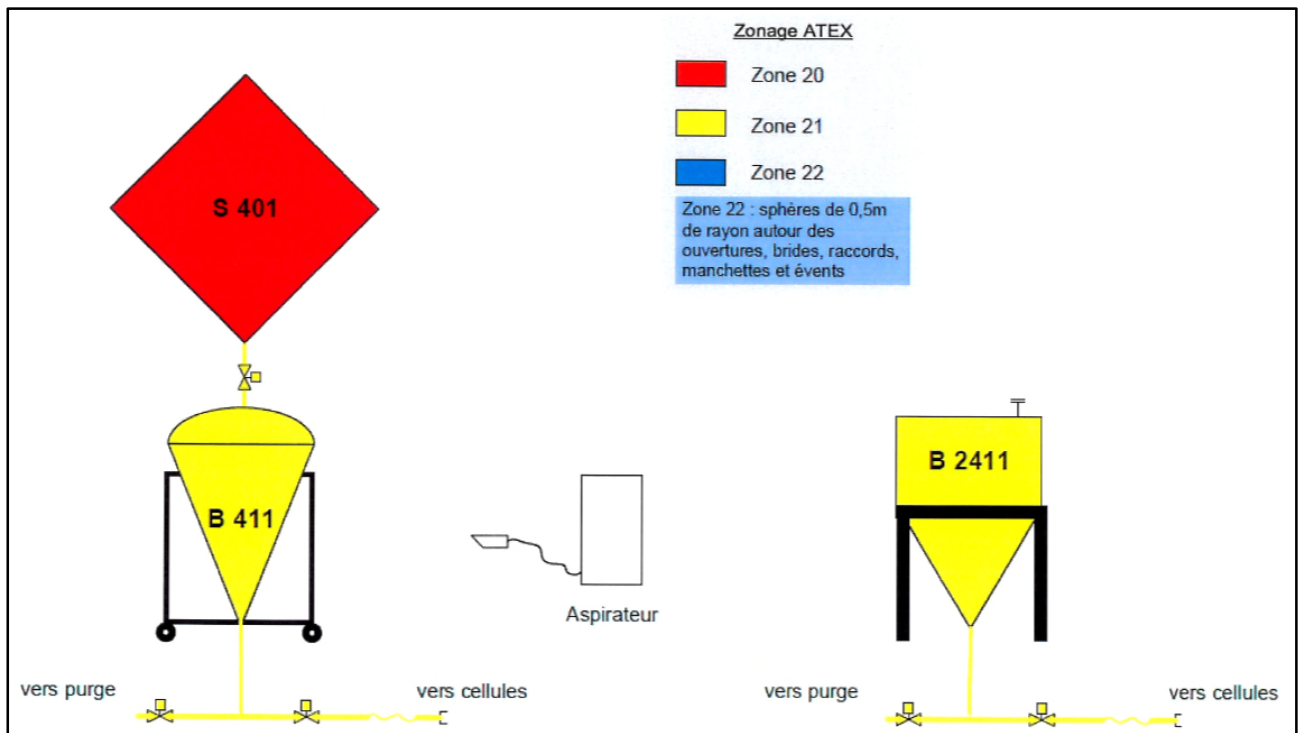 Zonage ATEX
Zone 20
Zone 21
Zone 22
Zone 22 : sphères de 0,5m
de rayon autour des
ouvertures, brides, raccords,
manchettes et évents
S 401
B 411
Aspirateur
B 2411
vers purge
vers cellules
vers purge
vers cellules